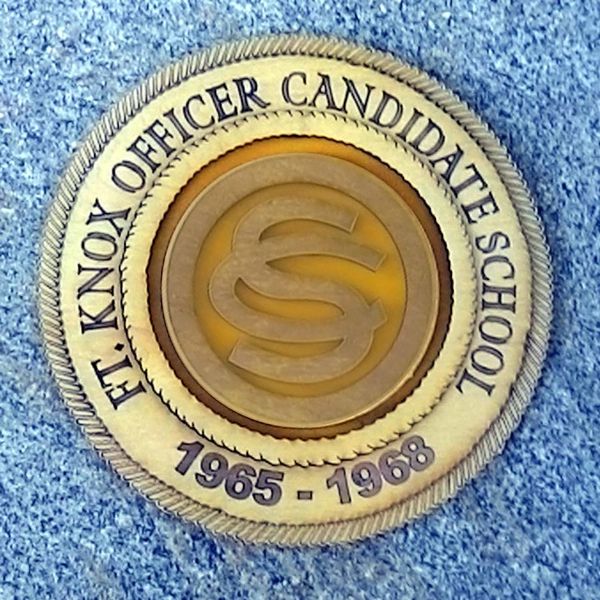 FT. KNOX OFFICER CANDIDATE SCHOOL
OCS
1965 - 1968